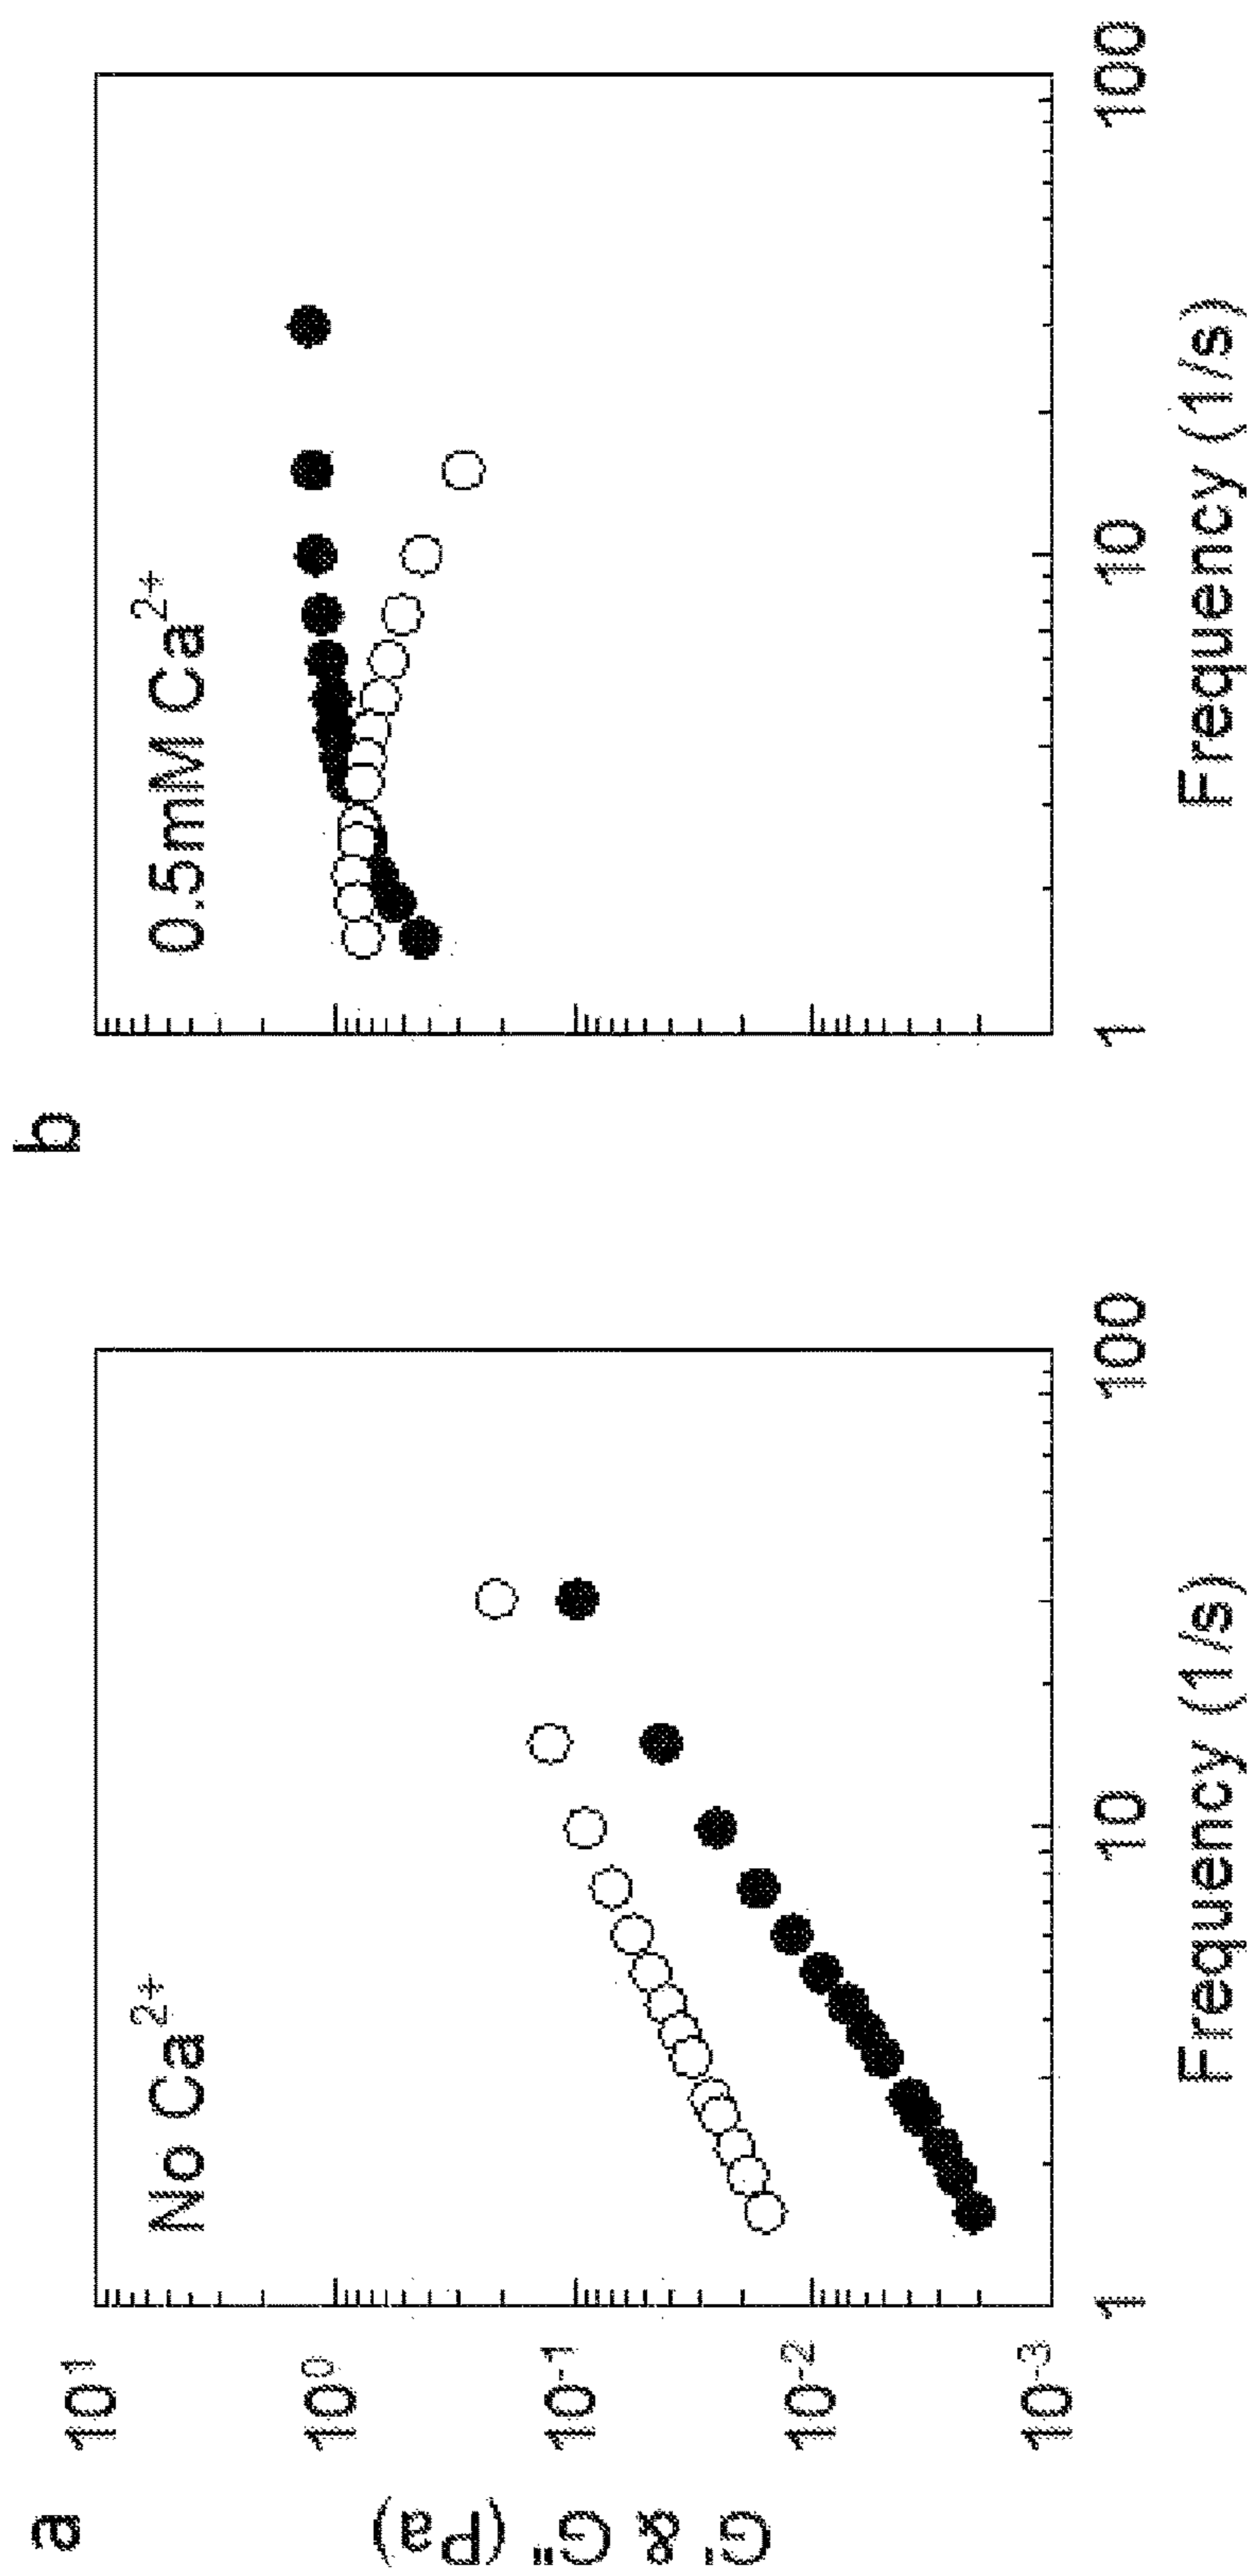 a
No Ca²⁺
G' & G" (Pa)
10¹
10⁰
10⁻¹
10⁻²
10⁻³
1
10
100
Frequency (1/s)
b
0.5mM Ca²⁺
1
10
100
Frequency (1/s)